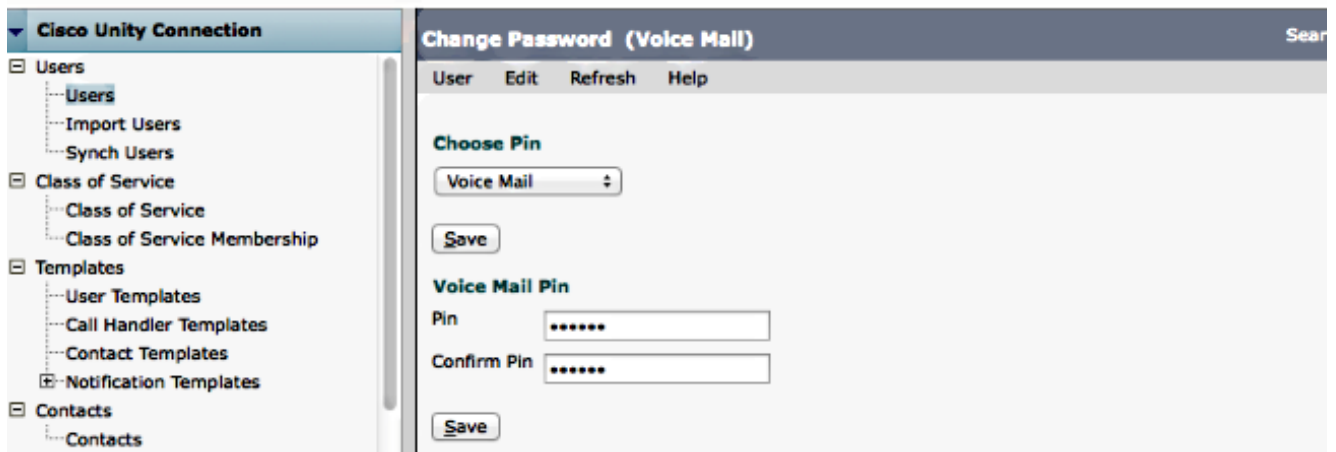 Cisco Unity Connection
Users
Users
Import Users
Synch Users
Class of Service
Class of Service
Class of Service Membership
Templates
User Templates
Call Handler Templates
Contact Templates
Notification Templates
Contacts
Contacts
Change Password (Voice Mail)
Sear
User Edit Refresh Help
Choose Pin
Voice Mail
Save
Voice Mail Pin
Pin ••••••
Confirm Pin ••••••
Save